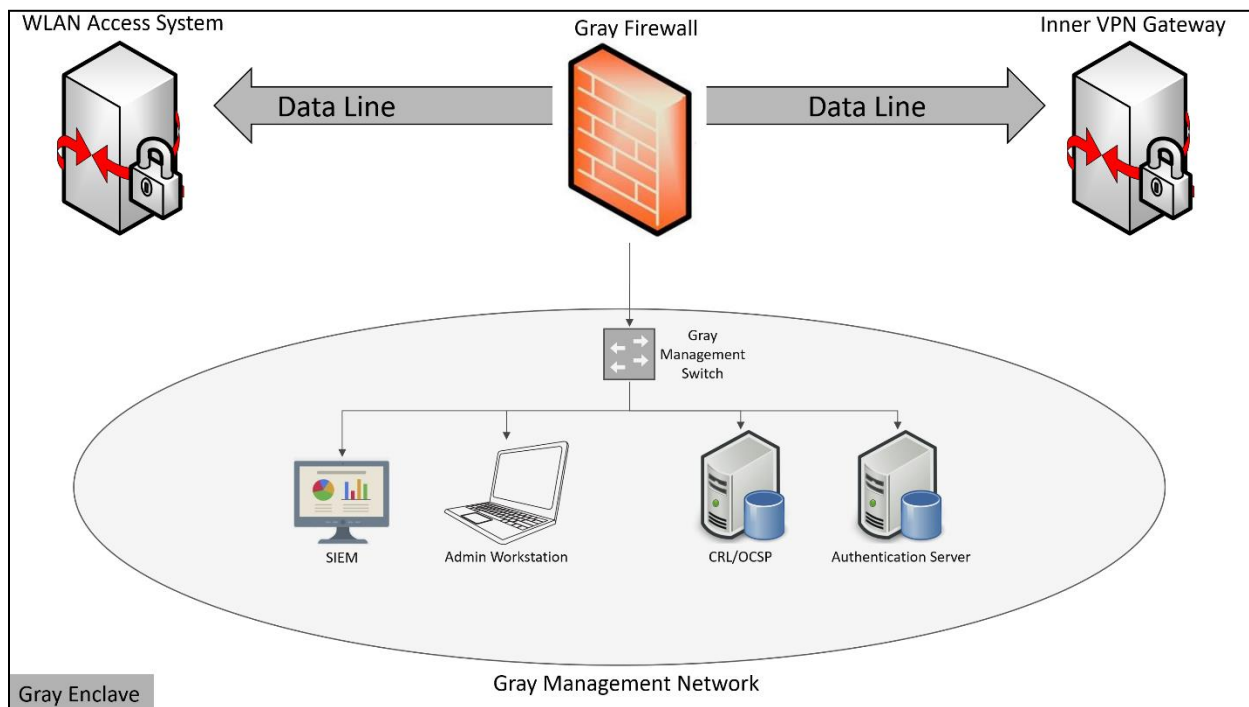 WLAN Access System
Gray Firewall
Inner VPN Gateway
Data Line
Data Line
Gray
Management
Switch
SIEM
Admin Workstation
CRL/OCSP
Authentication Server
Gray Management Network
Gray Enclave